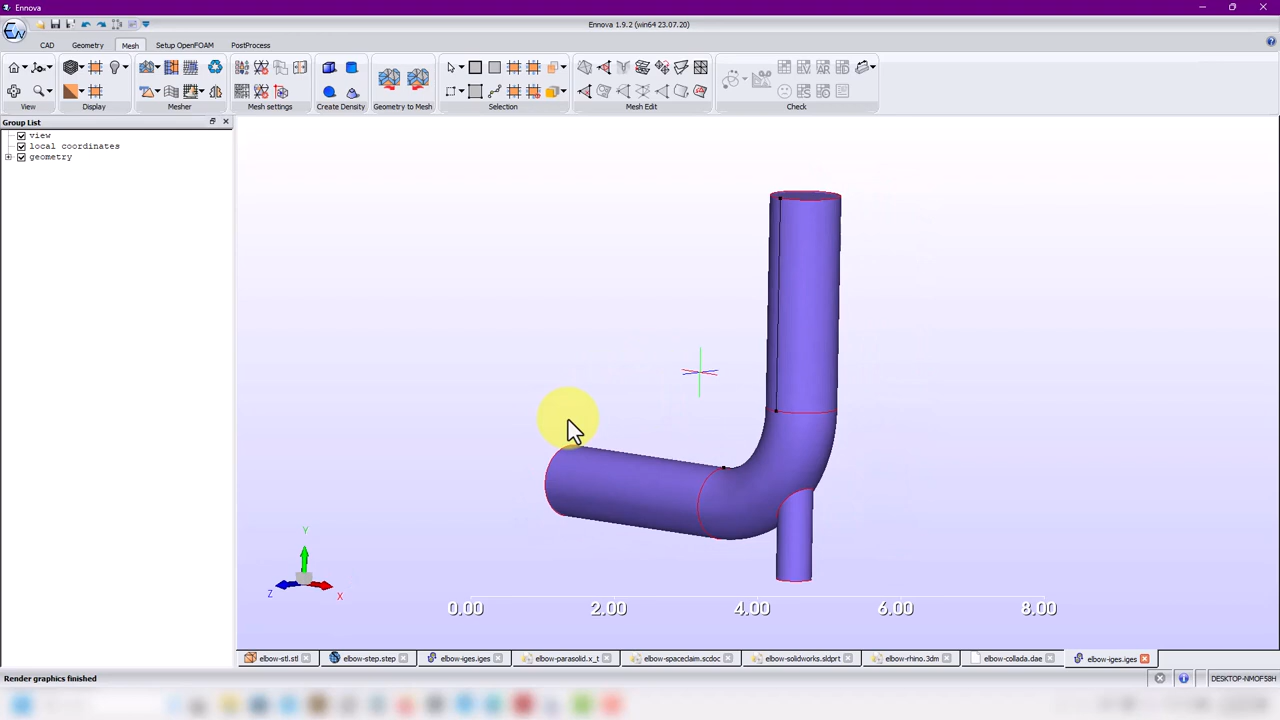 Ennova
Ennova 1.9.2 (win64 23.07.20)
CAD Geometry Mesh Setup OpenFOAM PostProcess
View Display Mesher Mesh settings Create Density Geometry to Mesh Selection Mesh Edit Check
Group List
view
local coordinates
geometry
Y
Z
X
0.00 2.00 4.00 6.00 8.00
elbow-stl.stl elbow-step.step elbow-iges.iges elbow-parasolid.x_t elbow-spaceclaim.scdoc elbow-solidworks.sldprt elbow-rhino.3dm elbow-collada.dae elbow-iges.iges
Render graphics finished
DESKTOP-NMOF58H